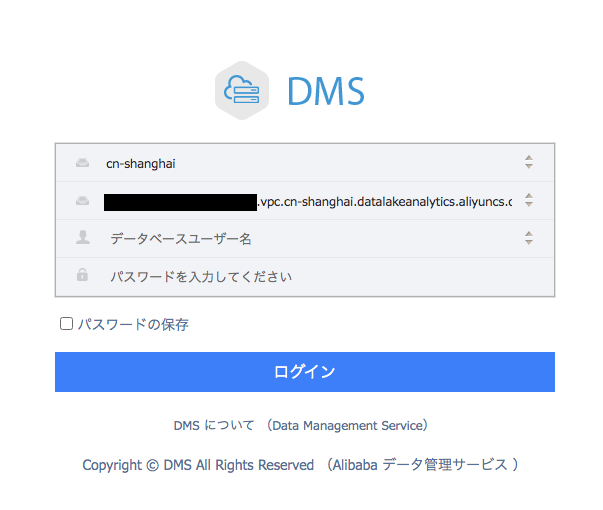 DMS
cn-shanghai
.vpc.cn-shanghai.datalakeanalytics.aliyuncs.c
データベースユーザー名
パスワードを入力してください
パスワードの保存
ログイン
DMS について （Data Management Service）
Copyright © DMS All Rights Reserved （Alibaba データ管理サービス ）